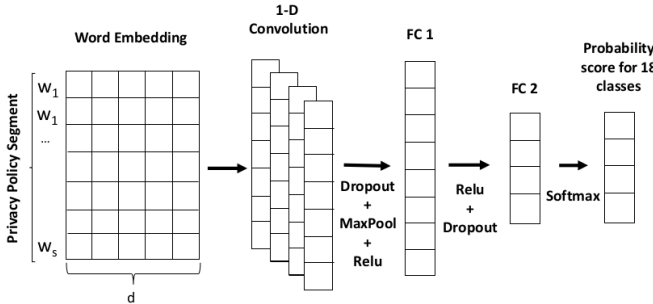 Word Embedding
1-D
Convolution
FC 1
FC 2
Probability
score for 18
classes
Privacy Policy Segment
w1
w1
...
ws
d
Dropout
+
MaxPool
+
Relu
Relu
+
Dropout
Softmax